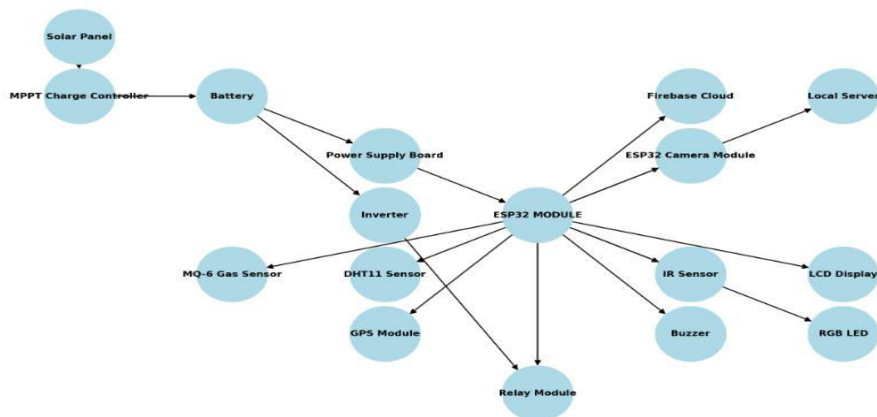 Solar Panel
MPPT Charge Controller
Battery
Firebase Cloud
Local Server
Power Supply Board
ESP32 Camera Module
Inverter
ESP32 MODULE
MQ-6 Gas Sensor
DHT11 Sensor
IR Sensor
LCD Display
GPS Module
Buzzer
RGB LED
Relay Module